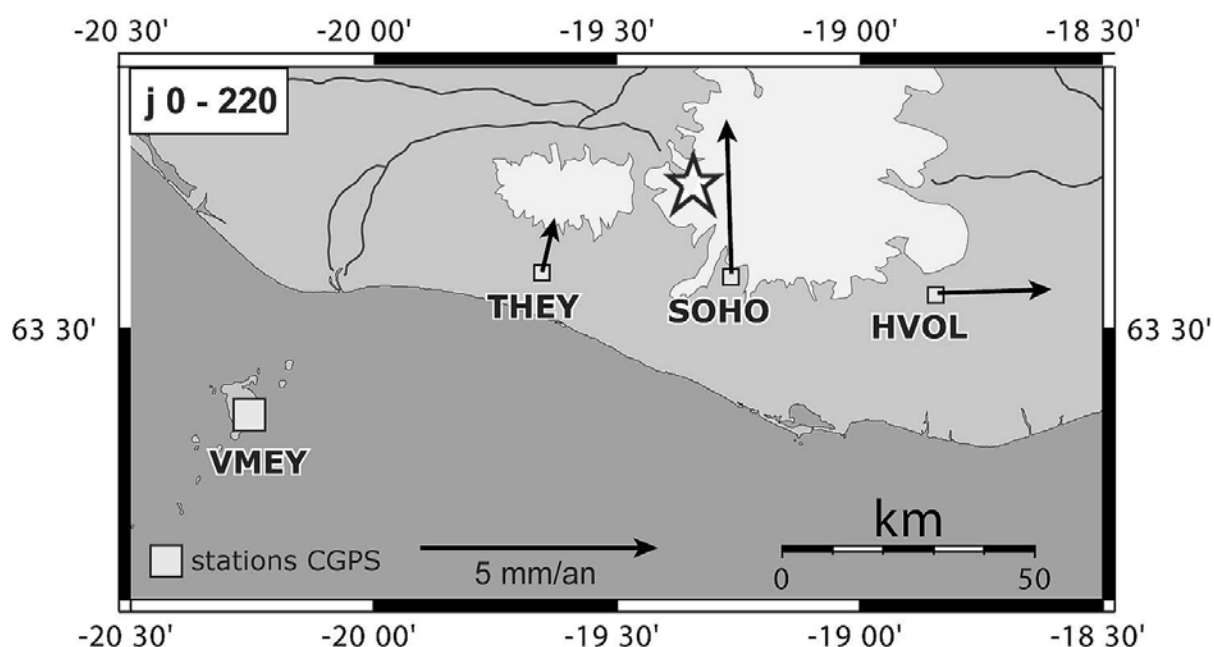 -20 30' -20 00' -19 30' -19 00' -18 30'
j 0 - 220
THEY
SOHO
HVOL
63 30' 63 30'
VMEY
km
stations CGPS
5 mm/an
0 50
-20 30' -20 00' -19 30' -19 00' -18 30'